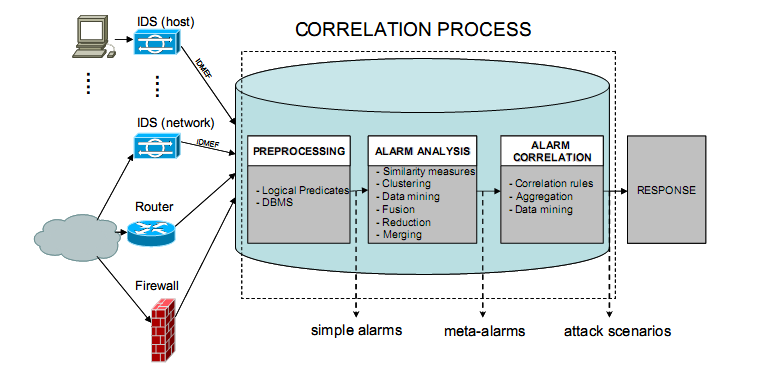 CORRELATION PROCESS
IDS (host)
IDMEF
IDS (network)
IDMEF
Router
Firewall
PREPROCESSING
- Logical Predicates
- DBMS
ALARM ANALYSIS
- Similarity measures
- Clustering
- Data mining
- Fusion
- Reduction
- Merging
ALARM
CORRELATION
- Correlation rules
- Aggregation
- Data mining
RESPONSE
simple alarms
meta-alarms
attack scenarios